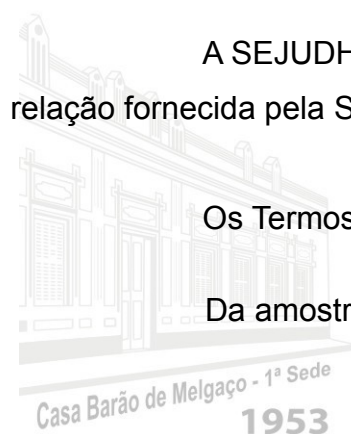 A SEJUDH
relação fornecida pela S
Os Termos
Da amostr
Casa Barão de Melgaço - 1ª Sede
1953